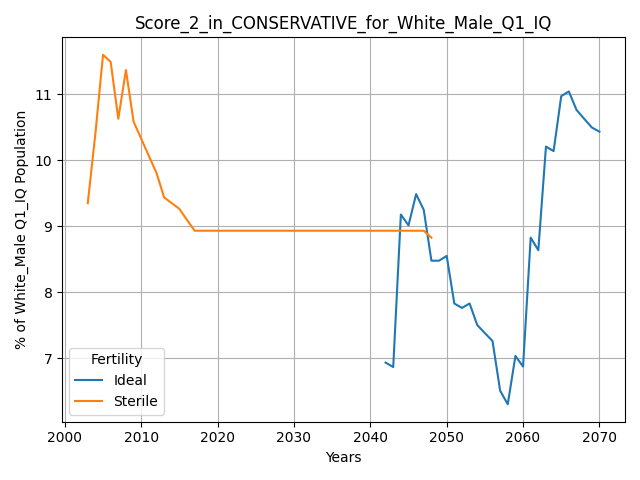 Score_2_in_CONSERVATIVE_for_White_Male_Q1_IQ
% of White_Male Q1_IQ Population
11
10
9
8
7
Fertility
Ideal
Sterile
2000 2010 2020 2030 2040 2050 2060 2070
Years